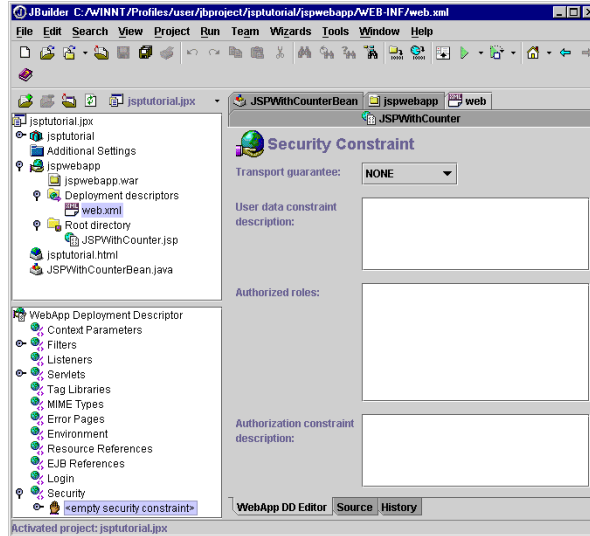 JBuilder C:/WINNT/Profiles/user/jbproject/jsptutorial/jspwebapp/WEB-INF/web.xml
File Edit Search View Project Run Team Wizards Tools Window Help
jsptutorial.jpx
JSPWithCounterBean jspwebapp web
JSPWithCounter
jsptutorial.jpx
jsptutorial
Additional Settings
jspwebapp
jspwebapp.war
Deployment descriptors
web.xml
Root directory
JSPWithCounter.jsp
jsptutorial.html
JSPWithCounterBean.java
WebApp Deployment Descriptor
Context Parameters
Filters
Listeners
Servlets
Tag Libraries
MIME Types
Error Pages
Environment
Resource References
EJB References
Login
Security
<empty security constraint>
Security Constraint
Transport guarantee: NONE
User data constraint
description:
Authorized roles:
Authorization constraint
description:
WebApp DD Editor Source History
Activated project: jsptutorial.jpx